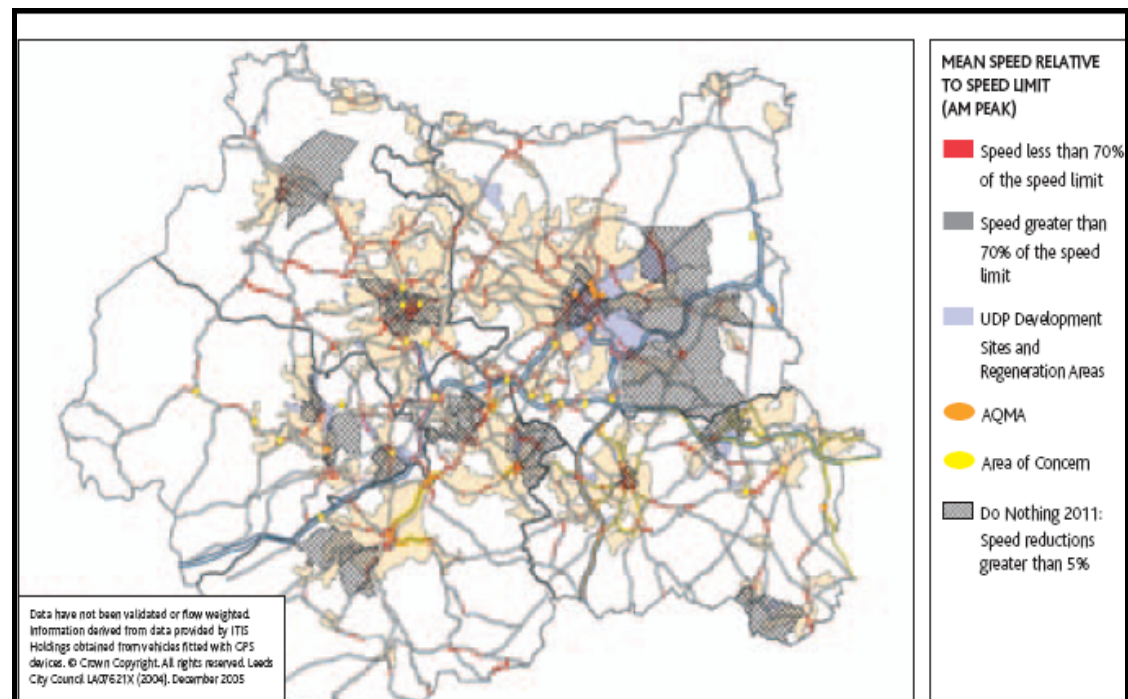 MEAN SPEED RELATIVE
TO SPEED LIMIT
(AM PEAK)
Speed less than 70%
of the speed limit
Speed greater than
70% of the speed
limit
UDP Development
Sites and
Regeneration Areas
AQMA
Area of Concern
Do Nothing 2011:
Speed reductions
greater than 5%
Data have not been validated or flow weighted.
Information derived from data provided by ITIS
Holdings obtained from vehicles fitted with GPS
devices. © Crown Copyright. All rights reserved. Leeds
City Council LA07621X (2004). December 2005